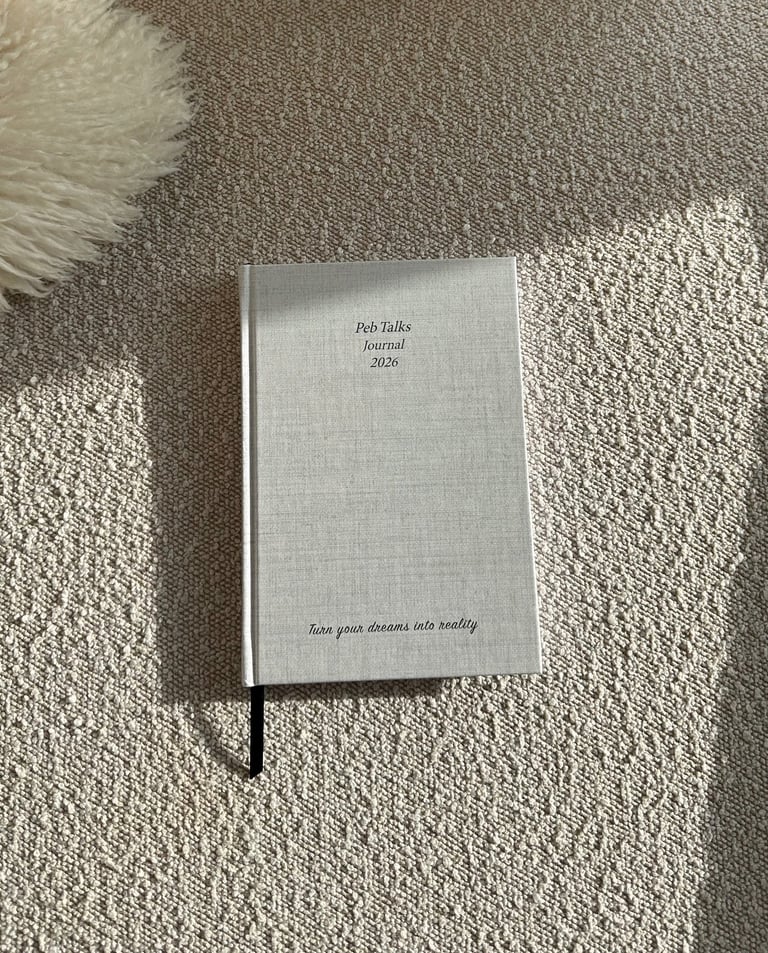 Peb Talks
Journal
2026
Turn your dreams into reality